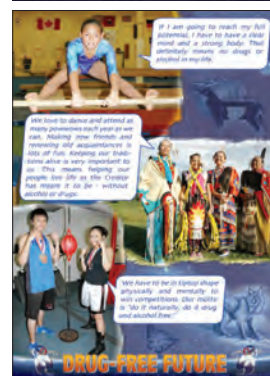 If I am going to reach my full
potential, I have to have a clear
mind and a strong body. That
definitely means no drugs or
alcohol in my life.
We love to dance and attend as
many powwows each year as we
can. Making new friends and
renewing old acquaintances is
lots of fun. Keeping our tradi-
tions alive is very important to
us. This means helping our
people live life as the Creator
has meant it to be - without
alcohol or drugs.
We have to be in tiptop shape
physically and mentally to
win competitions. Our motto
is "do it naturally, do it drug
and alcohol free."
DRUG-FREE FUTURE